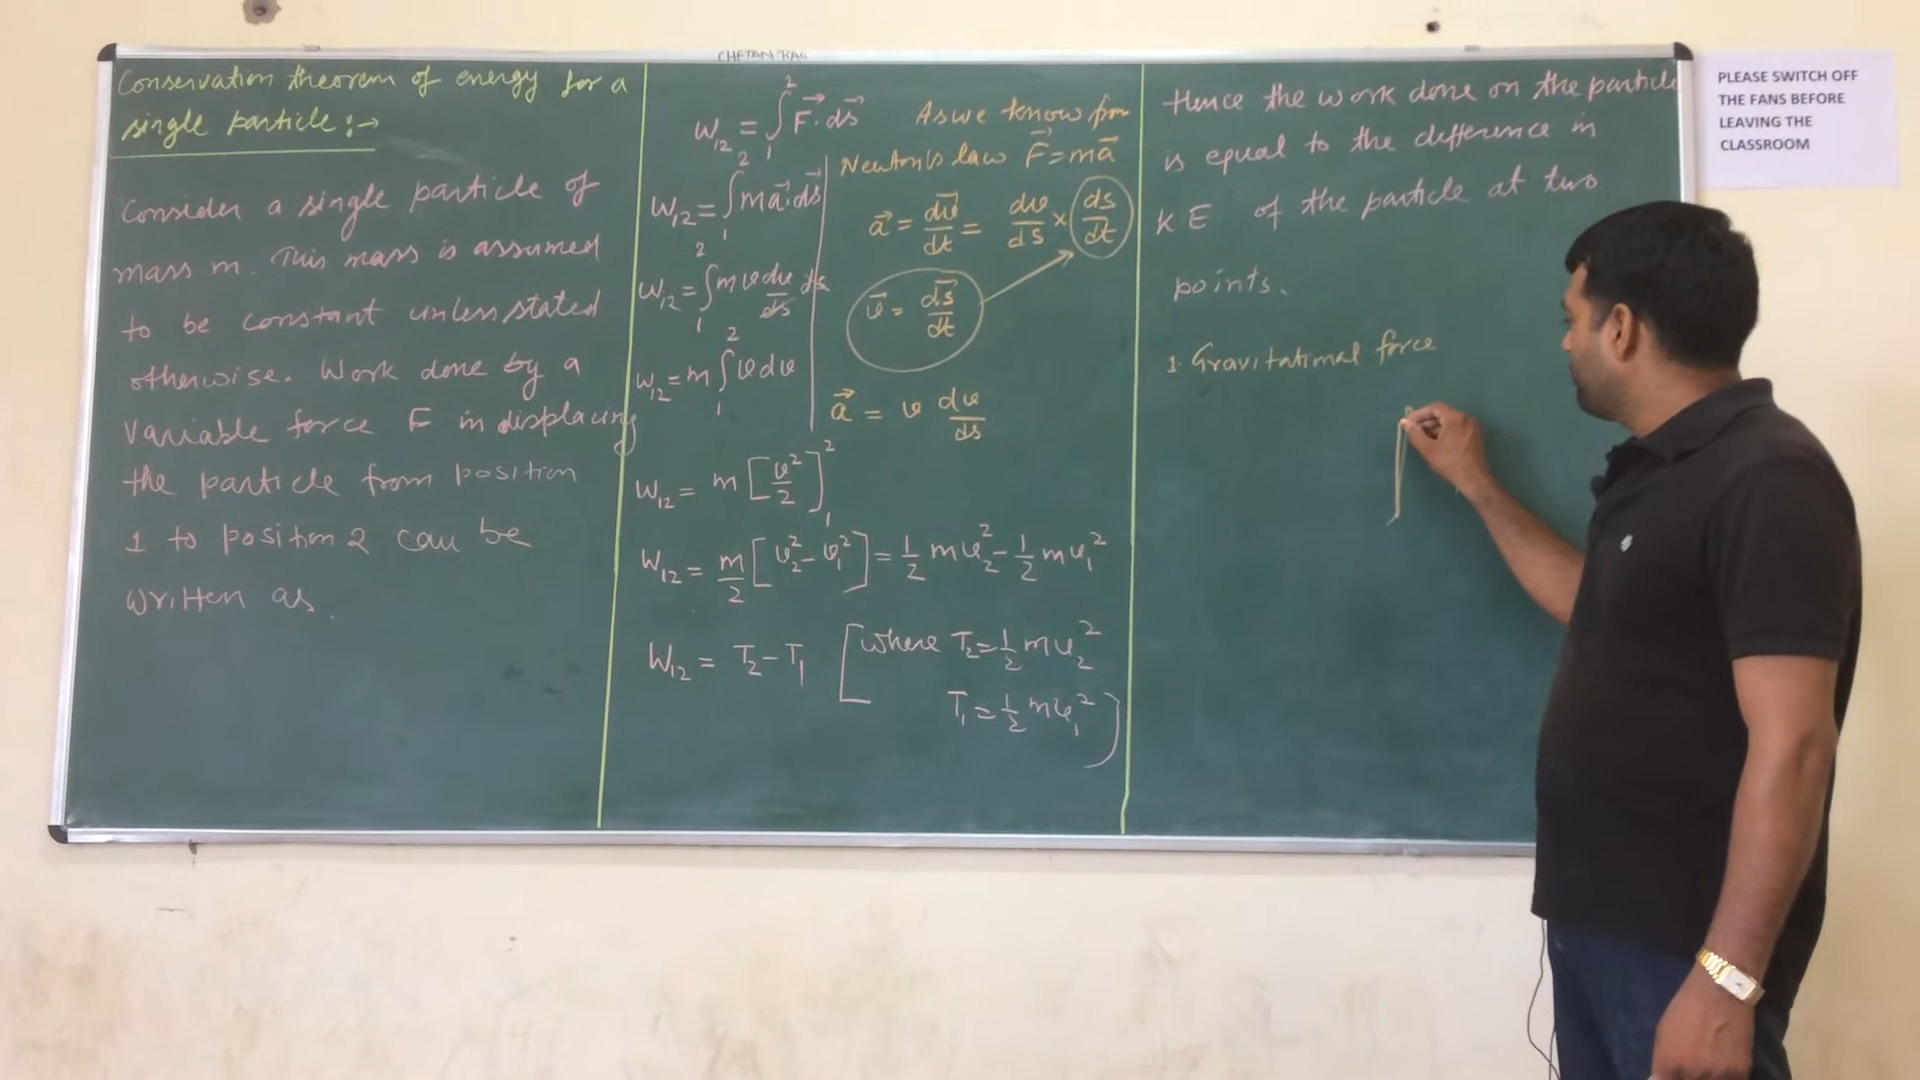 CHETAN RAO
Conservation theorem of energy for a
single particle :→
Consider a single particle of
mass m. This mass is assumed
to be constant unless stated
otherwise. Work done by a
variable force F in displacing
the particle from position
1 to position 2 can be
written as.
W₁₂ = ∫₁² F⃗·ds⃗
W₁₂ = ∫₁² ma⃗·ds⃗
W₁₂ = ∫₁² mv dv/ds ds
W₁₂ = m ∫₁² v dv
As we know from
Newton's law F⃗ = ma⃗
a⃗ = dv⃗/dt = dv/ds × ds/dt
v⃗ = ds⃗/dt
a⃗ = v dv/ds
W₁₂ = m [v²/2]₁²
W₁₂ = m/2 [v₂² - v₁²] = 1/2 mv₂² - 1/2 mv₁²
W₁₂ = T₂ - T₁ [where T₂ = 1/2 mv₂²
T₁ = 1/2 mv₁²)
Hence the work done on the particle
is equal to the difference in
K E of the particle at two
points.
1. Gravitational force
PLEASE SWITCH OFF
THE FANS BEFORE
LEAVING THE
CLASSROOM